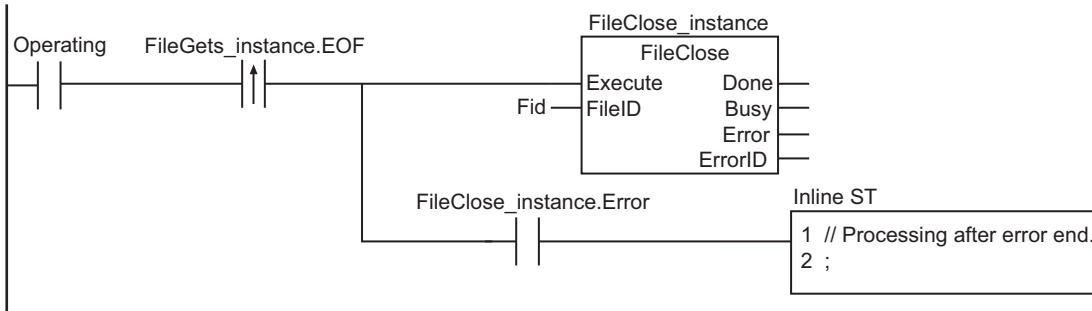 FileClose_instance
Operating
FileGets_instance.EOF
FileClose
Execute
Done
Fid
FileID
Busy
Error
ErrorID
FileClose_instance.Error
Inline ST
1 // Processing after error end.
2 ;